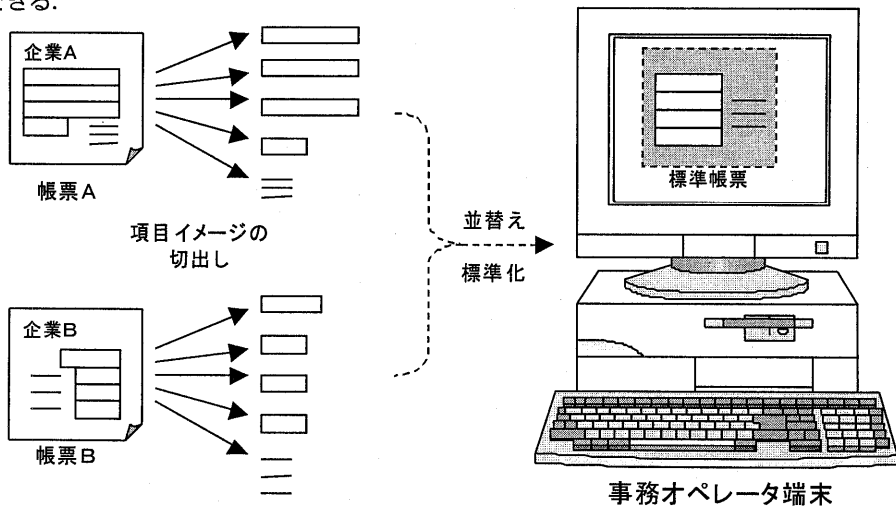 きる.
企業A
帳票A
項目イメージの
切出し
企業B
帳票B
並替え
標準化
標準帳票
事務オペレータ端末